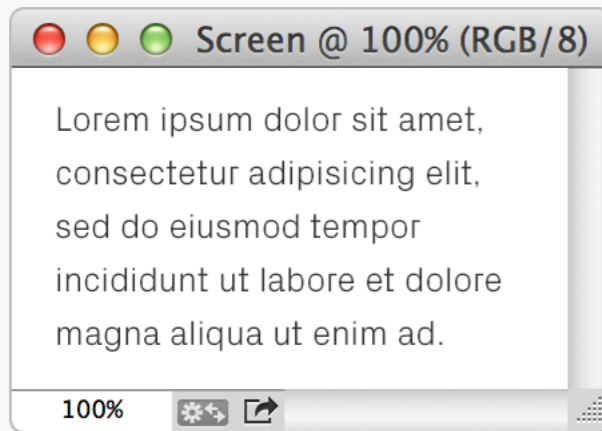 Screen @ 100% (RGB/8)
Lorem ipsum dolor sit amet,
consectetur adipisicing elit,
sed do eiusmod tempor
incididunt ut labore et dolore
magna aliqua ut enim ad.
100%